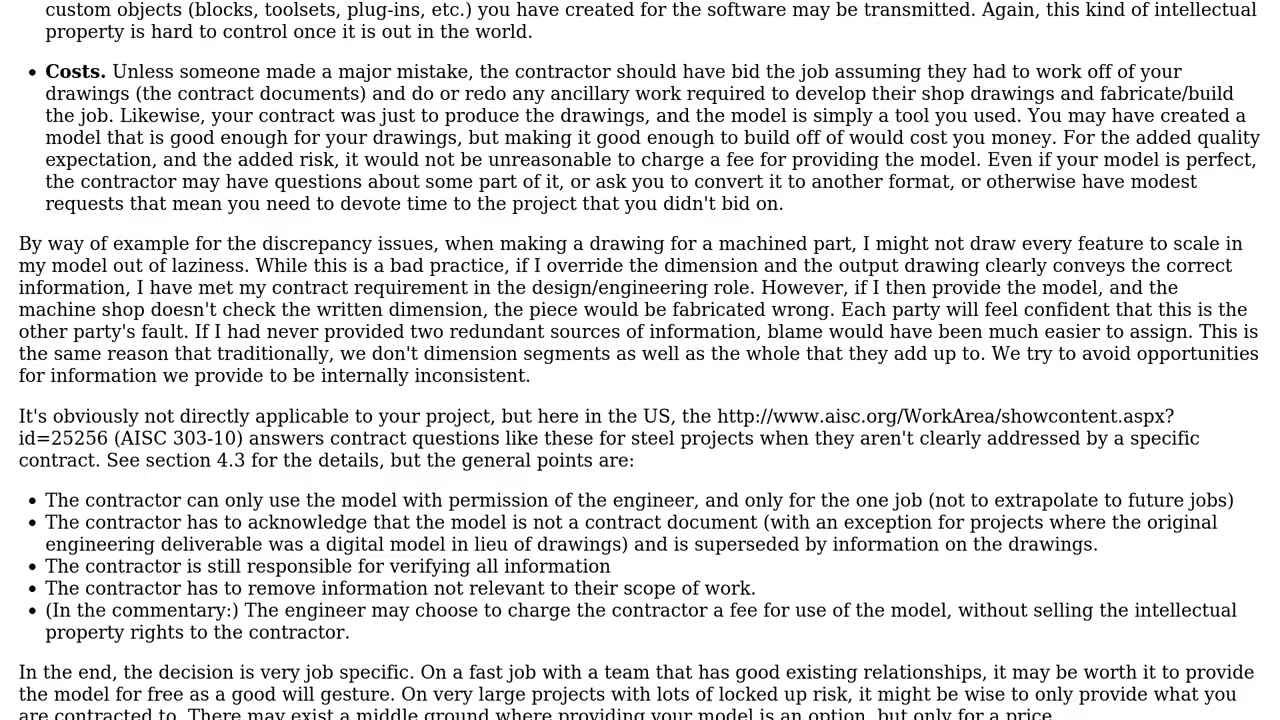 custom objects (blocks, toolsets, plug-ins, etc.) you have created for the software may be transmitted. Again, this kind of intellectual
property is hard to control once it is out in the world.
• Costs. Unless someone made a major mistake, the contractor should have bid the job assuming they had to work off of your
drawings (the contract documents) and do or redo any ancillary work required to develop their shop drawings and fabricate/build
the job. Likewise, your contract was just to produce the drawings, and the model is simply a tool you used. You may have created a
model that is good enough for your drawings, but making it good enough to build off of would cost you money. For the added quality
expectation, and the added risk, it would not be unreasonable to charge a fee for providing the model. Even if your model is perfect,
the contractor may have questions about some part of it, or ask you to convert it to another format, or otherwise have modest
requests that mean you need to devote time to the project that you didn't bid on.
By way of example for the discrepancy issues, when making a drawing for a machined part, I might not draw every feature to scale in
my model out of laziness. While this is a bad practice, if I override the dimension and the output drawing clearly conveys the correct
information, I have met my contract requirement in the design/engineering role. However, if I then provide the model, and the
machine shop doesn't check the written dimension, the piece would be fabricated wrong. Each party will feel confident that this is the
other party's fault. If I had never provided two redundant sources of information, blame would have been much easier to assign. This is
the same reason that traditionally, we don't dimension segments as well as the whole that they add up to. We try to avoid opportunities
for information we provide to be internally inconsistent.
It's obviously not directly applicable to your project, but here in the US, the http://www.aisc.org/WorkArea/showcontent.aspx?
id=25256 (AISC 303-10) answers contract questions like these for steel projects when they aren't clearly addressed by a specific
contract. See section 4.3 for the details, but the general points are:
• The contractor can only use the model with permission of the engineer, and only for the one job (not to extrapolate to future jobs)
• The contractor has to acknowledge that the model is not a contract document (with an exception for projects where the original
engineering deliverable was a digital model in lieu of drawings) and is superseded by information on the drawings.
• The contractor is still responsible for verifying all information
• The contractor has to remove information not relevant to their scope of work.
• (In the commentary:) The engineer may choose to charge the contractor a fee for use of the model, without selling the intellectual
property rights to the contractor.
In the end, the decision is very job specific. On a fast job with a team that has good existing relationships, it may be worth it to provide
the model for free as a good will gesture. On very large projects with lots of locked up risk, it might be wise to only provide what you
are contracted to. There may exist a middle ground where providing your model is an option, but only for a price.